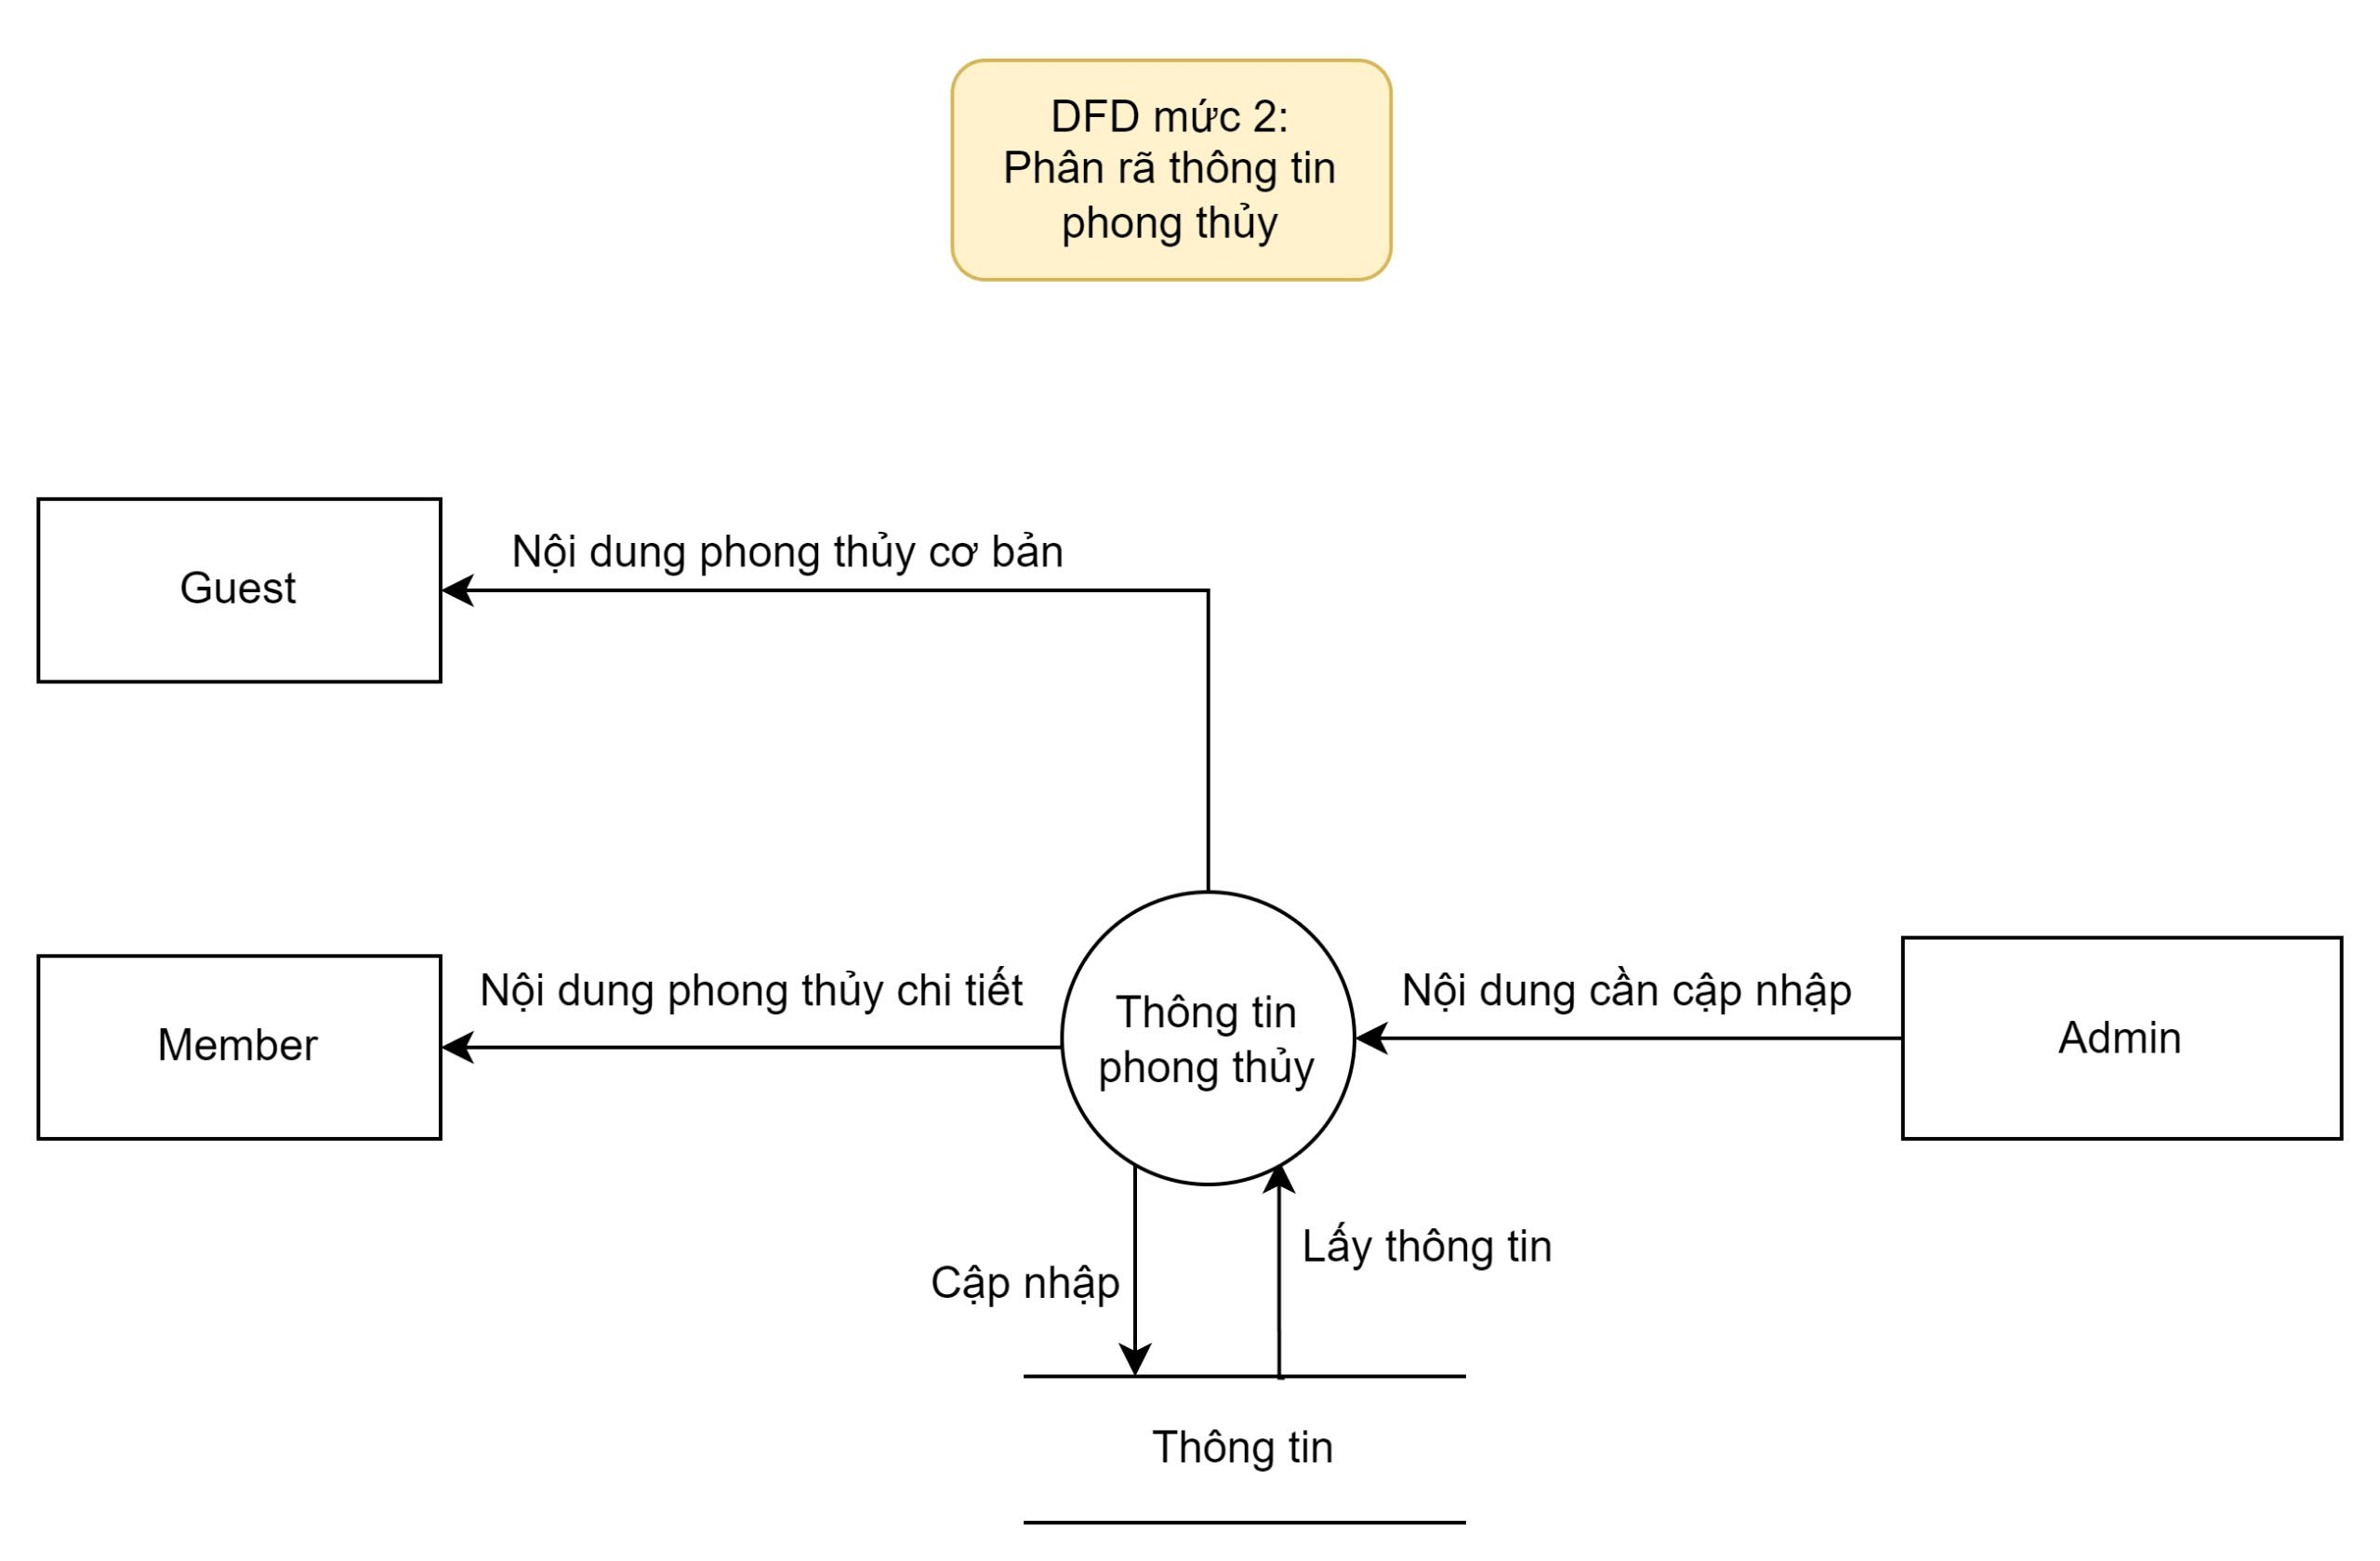 DFD mức 2:
Phân rã thông tin
phong thủy
Nội dung phong thủy cơ bản
Guest
Nội dung phong thủy chi tiết
Nội dung cần cập nhập
Member
Thông tin
phong thủy
Admin
Lấy thông tin
Cập nhập
Thông tin